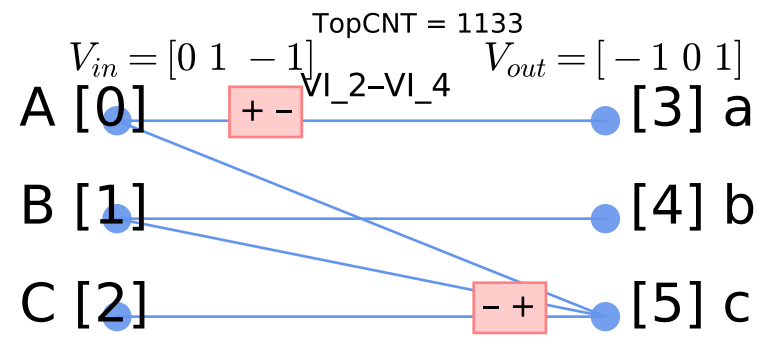 TopCNT = 1133
V_in = [0 1 − 1]
V_out = [− 1 0 1]
VI_2–VI_4
A [0]
+ −
[3] a
B [1]
[4] b
C [2]
− +
[5] c